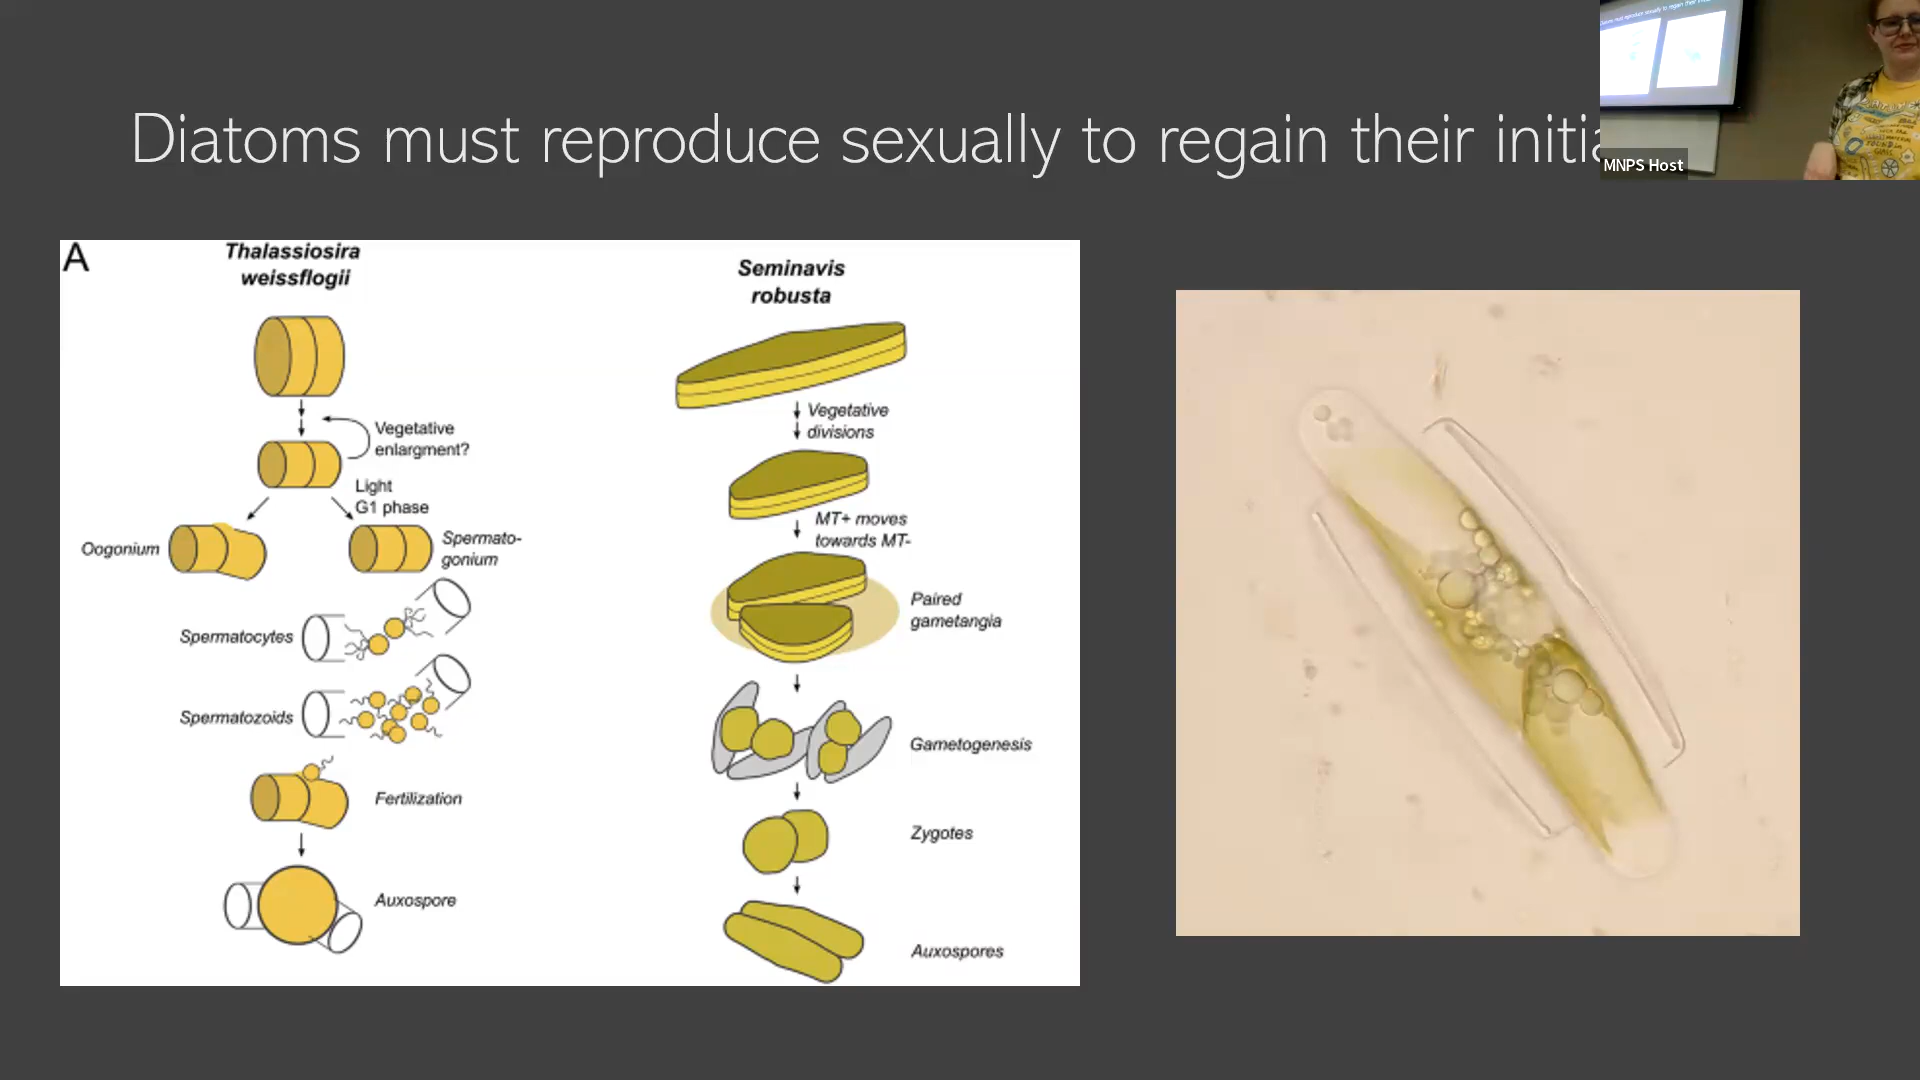 Diatoms must reproduce sexually to regain their initia
MNPS Host
A
Thalassiosira
weissflogii
Vegetative
enlargment?
Light
G1 phase
Oogonium
Spermato-
gonium
Spermatocytes
Spermatozoids
Fertilization
Auxospore
Seminavis
robusta
Vegetative
divisions
MT+ moves
towards MT-
Paired
gametangia
Gametogenesis
Zygotes
Auxospores